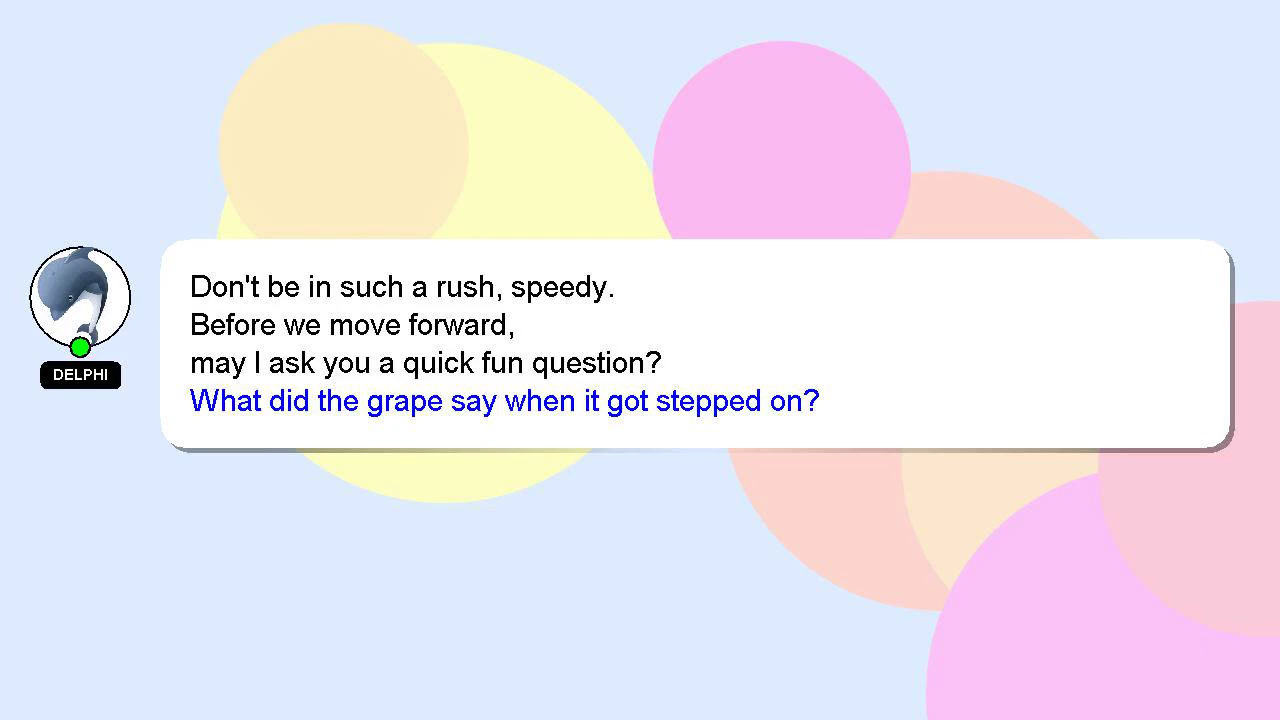 Don't be in such a rush, speedy.
Before we move forward,
may I ask you a quick fun question?
What did the grape say when it got stepped on?
DELPHI